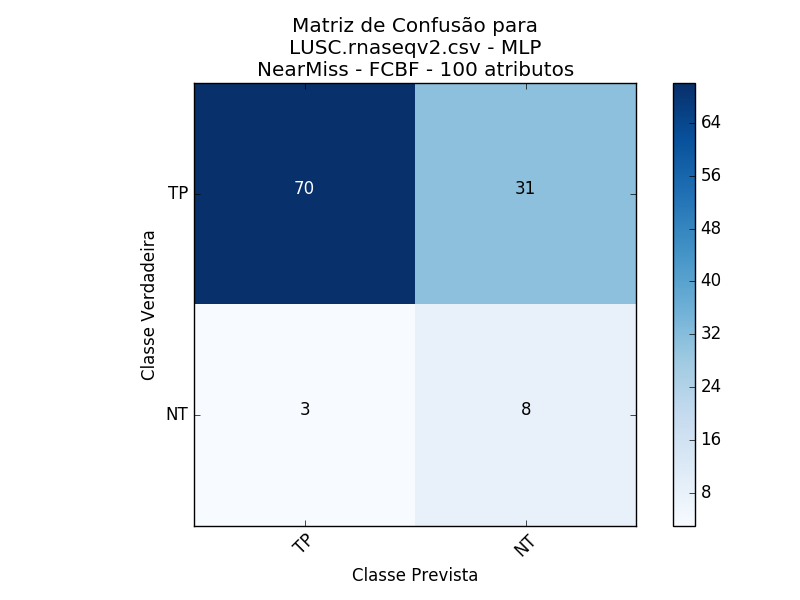 Matriz de Confusão para
LUSC.rnaseqv2.csv - MLP
NearMiss - FCBF - 100 atributos
Classe Verdadeira
TP
70
31
NT
3
8
TP
NT
Classe Prevista
64
56
48
40
32
24
16
8